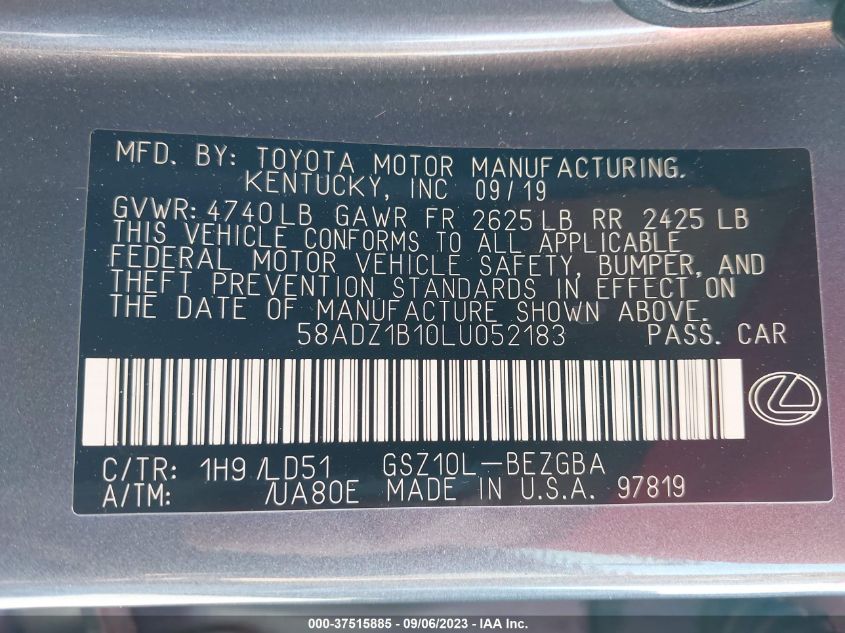 MFD. BY: TOYOTA MOTOR MANUFACTURING.
KENTUCKY, INC 09/19
GVWR: 4740LB GAWR FR 2625LB RR 2425 LB
THIS VEHICLE CONFORMS TO ALL APPLICABLE
FEDERAL MOTOR VEHICLE SAFETY, BUMPER, AND
THEFT PREVENTION STANDARDS IN EFFECT ON
THE DATE OF MANUFACTURE SHOWN ABOVE.
58ADZ1B10LU052183 PASS. CAR
C/TR: 1H9 /LD51 GSZ10L-BEZGBA
A/TM: /UA80E MADE IN U.S.A. 97819
000-37515885 - 09/06/2023 - IAA Inc.